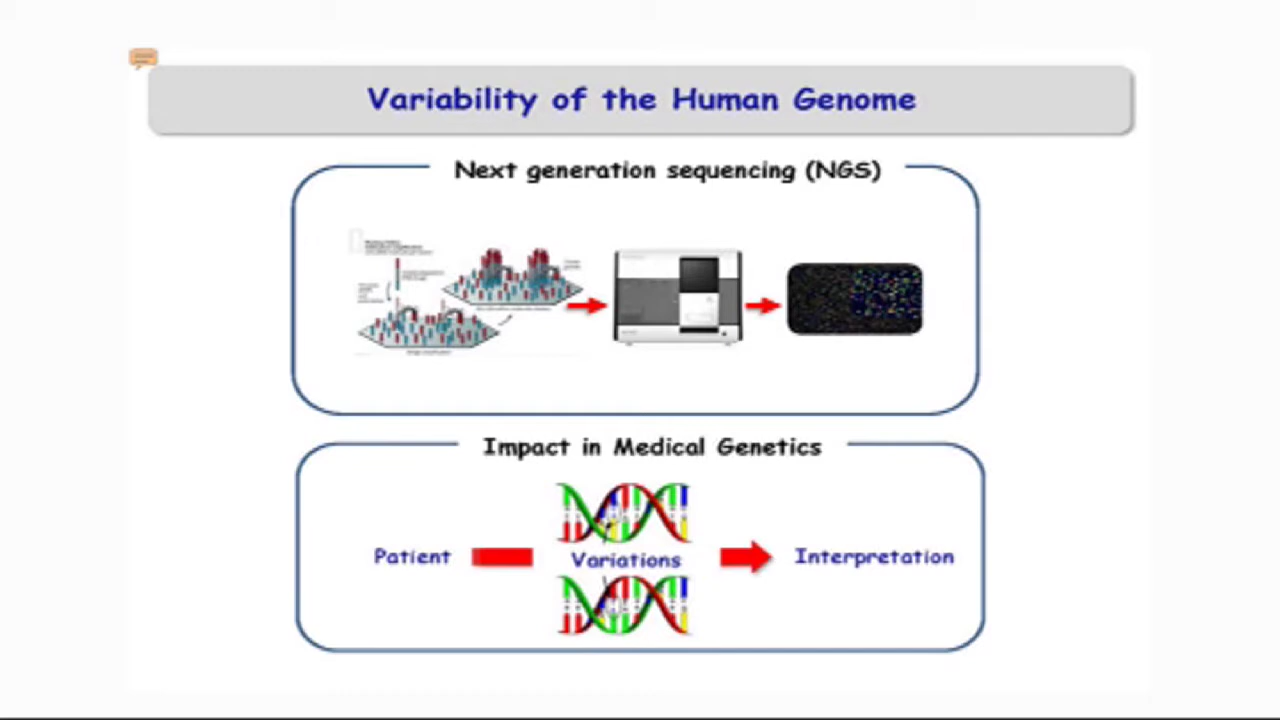 Variability of the Human Genome
Next generation sequencing (NGS)
Impact in Medical Genetics
Patient
Variations
Interpretation